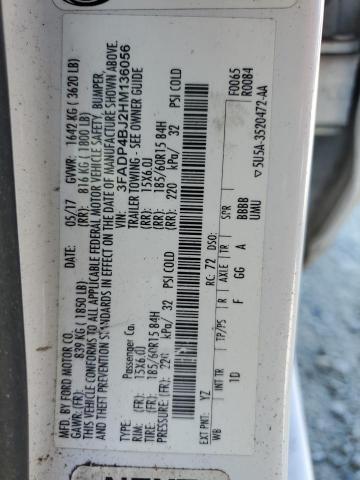 MFD. BY FORD MOTOR CO.
05/17 GVWR: 1642 KG ( 3620 LB)
GAWR: (FR): 839 KG (1850 LB) (RR): 816 KG (1800 LB)
THIS VEHICLE CONFORMS TO ALL APPLICABLE FEDERAL MOTOR VEHICLE SAFETY, BUMPER,
AND THEFT PREVENTION STANDARDS IN EFFECT ON THE DATE OF MANUFACTURE SHOWN ABOVE.
VIN: 3FADP4BJ2HM136056
TYPE: Passenger Ca. TRAILER TOWING - SEE OWNER GUIDE
RIM: (FR): 15X6.0J (RR): 15X6.0J
TIRE: (FR): 185/60R15 84H (RR): 185/60R15 84H
PRESSURE: (FR): 220 kPa/ 32 PSI COLD (RR): 220 kPa/ 32 PSI COLD
F0065
R0084
EXT PNT: YZ RC: 72 DSO:
WB INT TR TP/PS R AXLE TR SPR BBBB
1D F GG A UMU
▽5U5A-3520472-AA